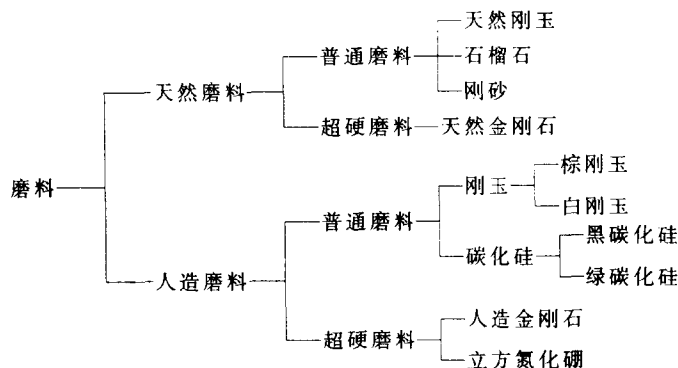 天然刚玉
普通磨料
石榴石
天然磨料
刚砂
超硬磨料
天然金刚石
磨料
棕刚玉
刚玉
普通磨料
白刚玉
黑碳化硅
碳化硅
人造磨料
绿碳化硅
人造金刚石
超硬磨料
立方氮化硼